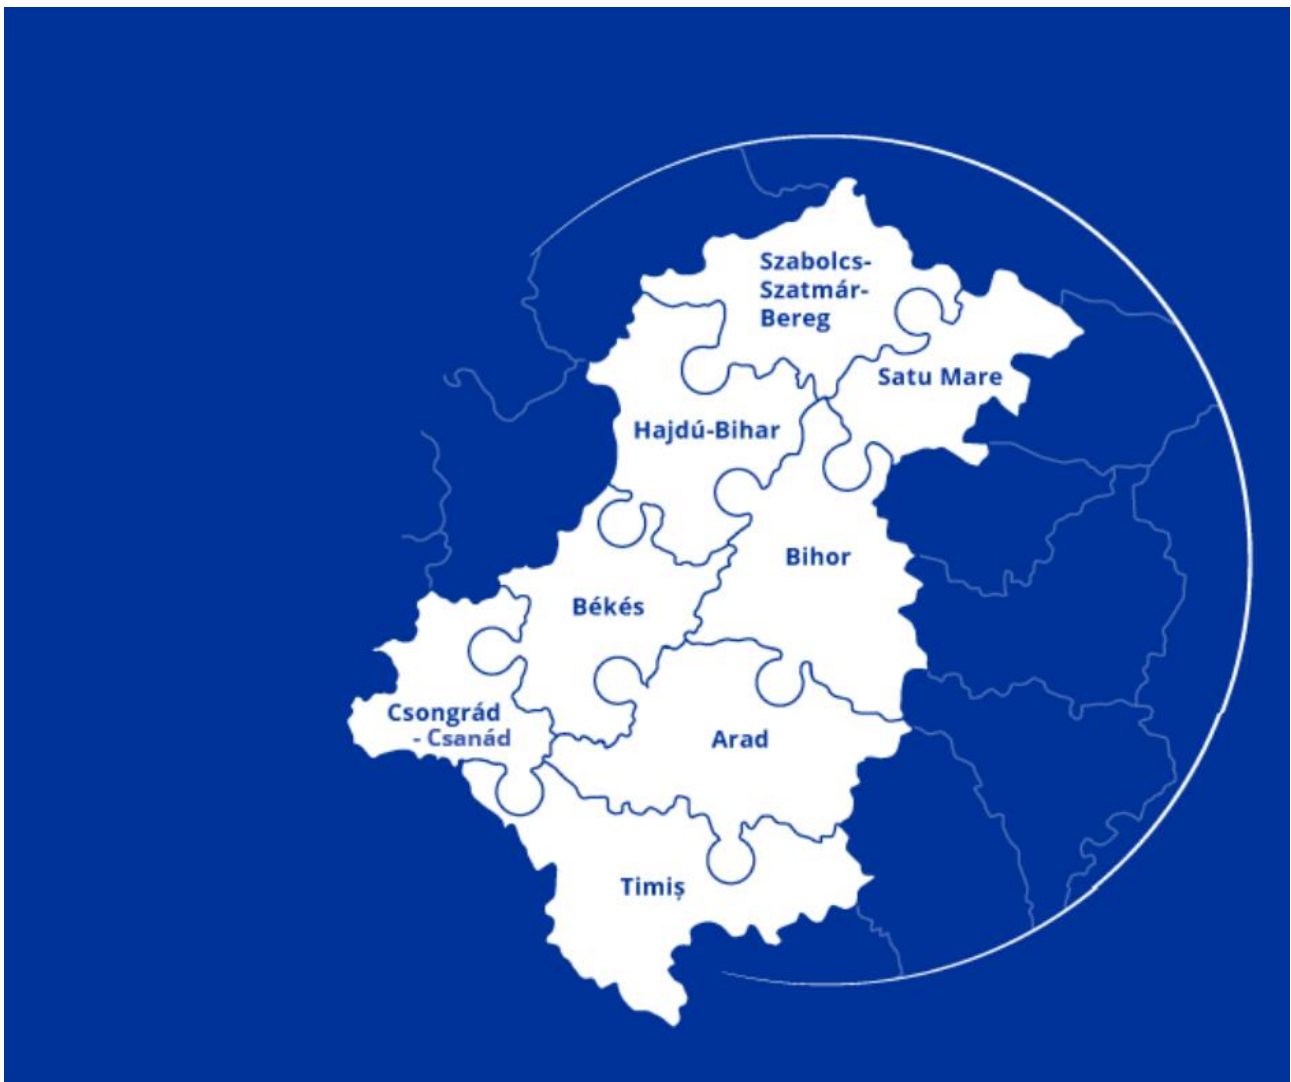 Szabolcs-
Szatmár-
Bereg
Satu Mare
Hajdú-Bihar
Bihor
Békés
Csongrád
- Csanád
Arad
Timiș